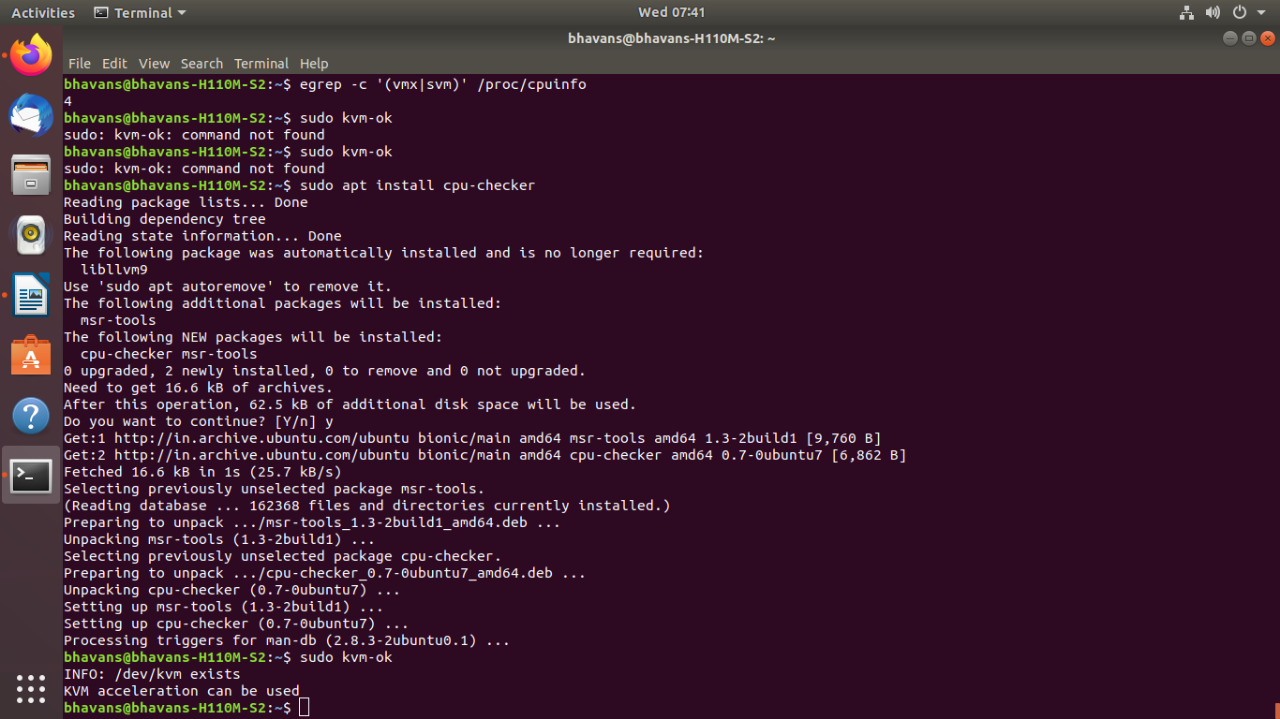 Activities Terminal Wed 07:41
bhavans@bhavans-H110M-S2: ~
File Edit View Search Terminal Help
bhavans@bhavans-H110M-S2:~$ egrep -c '(vmx|svm)' /proc/cpuinfo
4
bhavans@bhavans-H110M-S2:~$ sudo kvm-ok
sudo: kvm-ok: command not found
bhavans@bhavans-H110M-S2:~$ sudo kvm-ok
sudo: kvm-ok: command not found
bhavans@bhavans-H110M-S2:~$ sudo apt install cpu-checker
Reading package lists... Done
Building dependency tree
Reading state information... Done
The following package was automatically installed and is no longer required:
  libllvm9
Use 'sudo apt autoremove' to remove it.
The following additional packages will be installed:
  msr-tools
The following NEW packages will be installed:
  cpu-checker msr-tools
0 upgraded, 2 newly installed, 0 to remove and 0 not upgraded.
Need to get 16.6 kB of archives.
After this operation, 62.5 kB of additional disk space will be used.
Do you want to continue? [Y/n] y
Get:1 http://in.archive.ubuntu.com/ubuntu bionic/main amd64 msr-tools amd64 1.3-2build1 [9,760 B]
Get:2 http://in.archive.ubuntu.com/ubuntu bionic/main amd64 cpu-checker amd64 0.7-0ubuntu7 [6,862 B]
Fetched 16.6 kB in 1s (25.7 kB/s)
Selecting previously unselected package msr-tools.
(Reading database ... 162368 files and directories currently installed.)
Preparing to unpack .../msr-tools_1.3-2build1_amd64.deb ...
Unpacking msr-tools (1.3-2build1) ...
Selecting previously unselected package cpu-checker.
Preparing to unpack .../cpu-checker_0.7-0ubuntu7_amd64.deb ...
Unpacking cpu-checker (0.7-0ubuntu7) ...
Setting up msr-tools (1.3-2build1) ...
Setting up cpu-checker (0.7-0ubuntu7) ...
Processing triggers for man-db (2.8.3-2ubuntu0.1) ...
bhavans@bhavans-H110M-S2:~$ sudo kvm-ok
INFO: /dev/kvm exists
KVM acceleration can be used
bhavans@bhavans-H110M-S2:~$